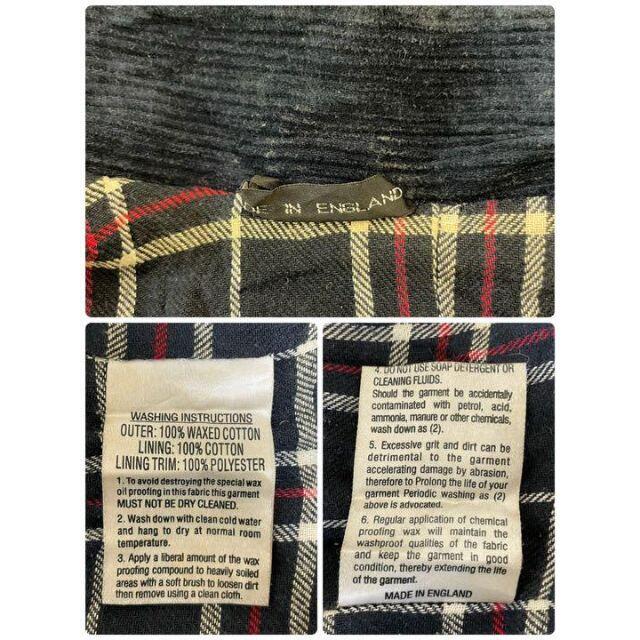 DE IN ENGLAND
WASHING INSTRUCTIONS
OUTER: 100% WAXED COTTON
LINING: 100% COTTON
LINING TRIM: 100% POLYESTER
1. To avoid destroying the special wax
oil proofing in this fabric this garment
MUST NOT BE DRY CLEANED.
2. Wash down with clean cold water
and hang to dry at normal room
temperature.
3. Apply a liberal amount of the wax
proofing compound to heavily soiled
areas with a soft brush to loosen dirt
then remove using a clean cloth.
4. DO NOT USE SOAP DETERGENT OR
CLEANING FLUIDS.
Should the garment be accidentally
contaminated with petrol, acid,
ammonia, manure or other chemicals,
wash down as (2).
5. Excessive grit and dirt can be
detrimental to the garment
accelerating damage by abrasion,
therefore to Prolong the life of your
garment Periodic washing as (2)
above is advocated.
6. Regular application of chemical
proofing wax will maintain the
washproof qualities of the fabric
and keep the garment in good
condition, thereby extending the life
of the garment.
MADE IN ENGLAND